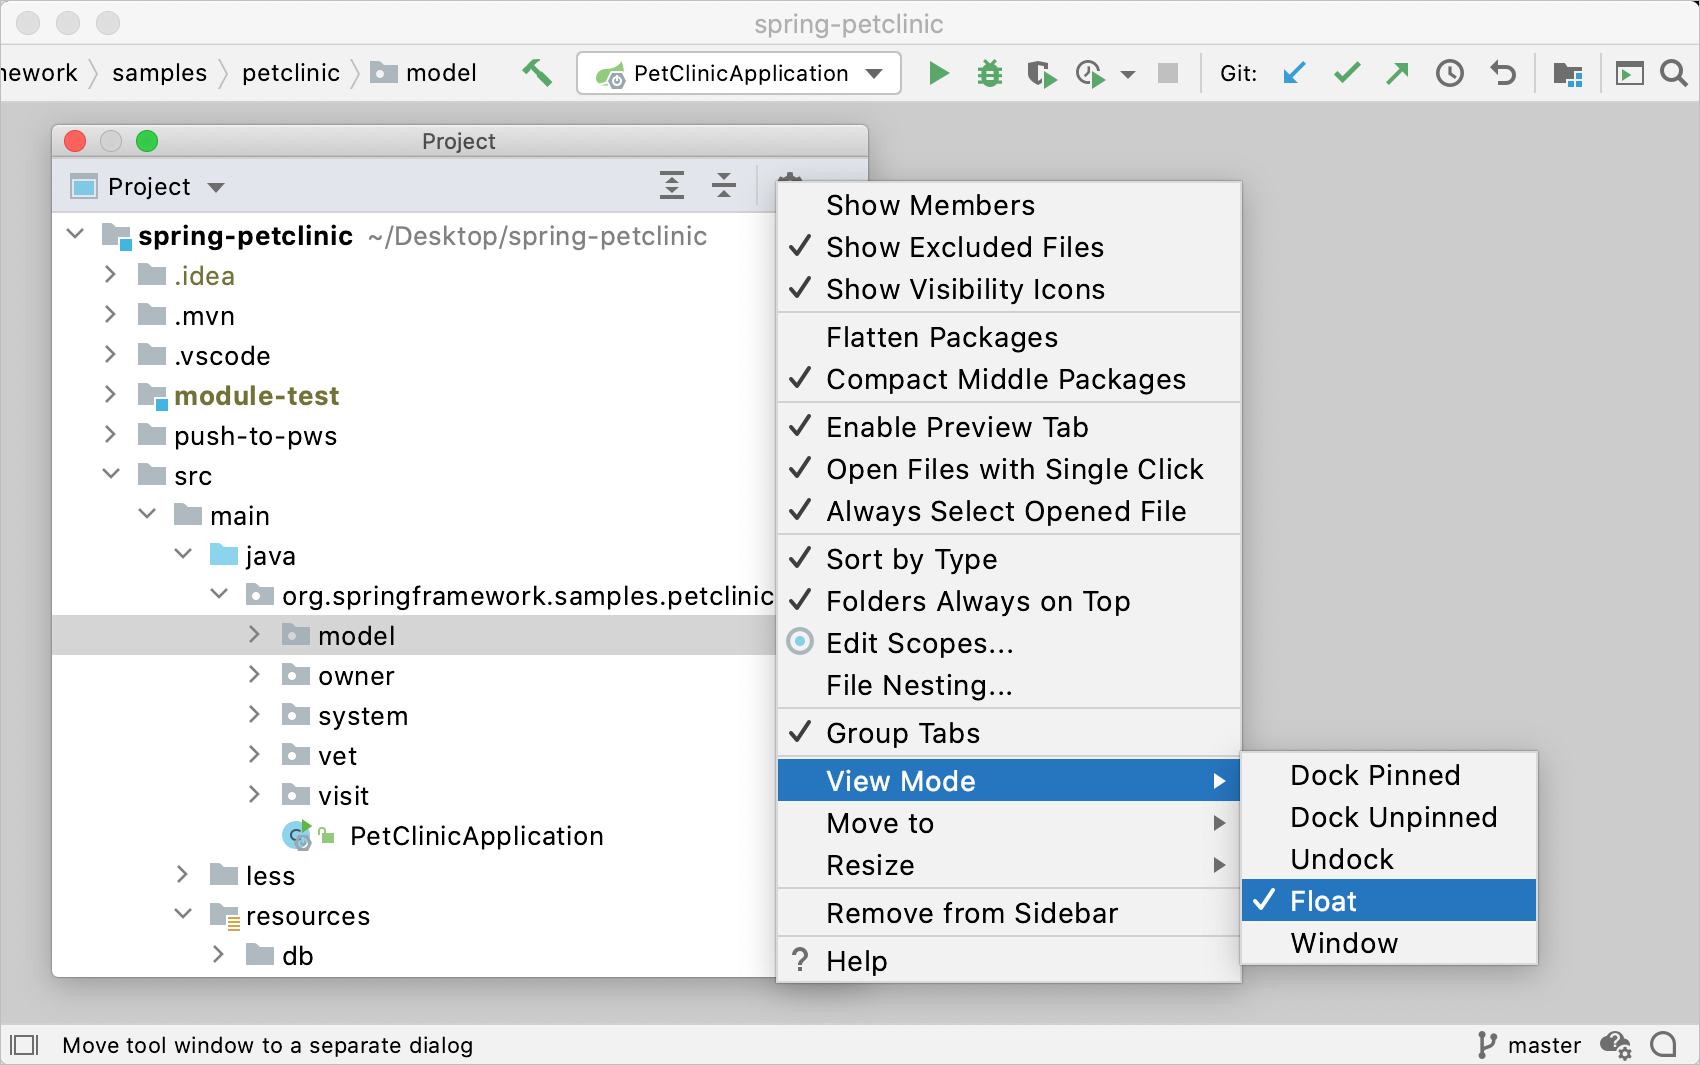 spring-petclinic
nework samples petclinic model PetClinicApplication Git:
Project
Project
spring-petclinic ~/Desktop/spring-petclinic
.idea
.mvn
.vscode
module-test
push-to-pws
src
main
java
org.springframework.samples.petclinic
model
owner
system
vet
visit
PetClinicApplication
less
resources
db
Show Members
Show Excluded Files
Show Visibility Icons
Flatten Packages
Compact Middle Packages
Enable Preview Tab
Open Files with Single Click
Always Select Opened File
Sort by Type
Folders Always on Top
Edit Scopes...
File Nesting...
Group Tabs
View Mode
Move to
Resize
Remove from Sidebar
? Help
Dock Pinned
Dock Unpinned
Undock
Float
Window
Move tool window to a separate dialog
master